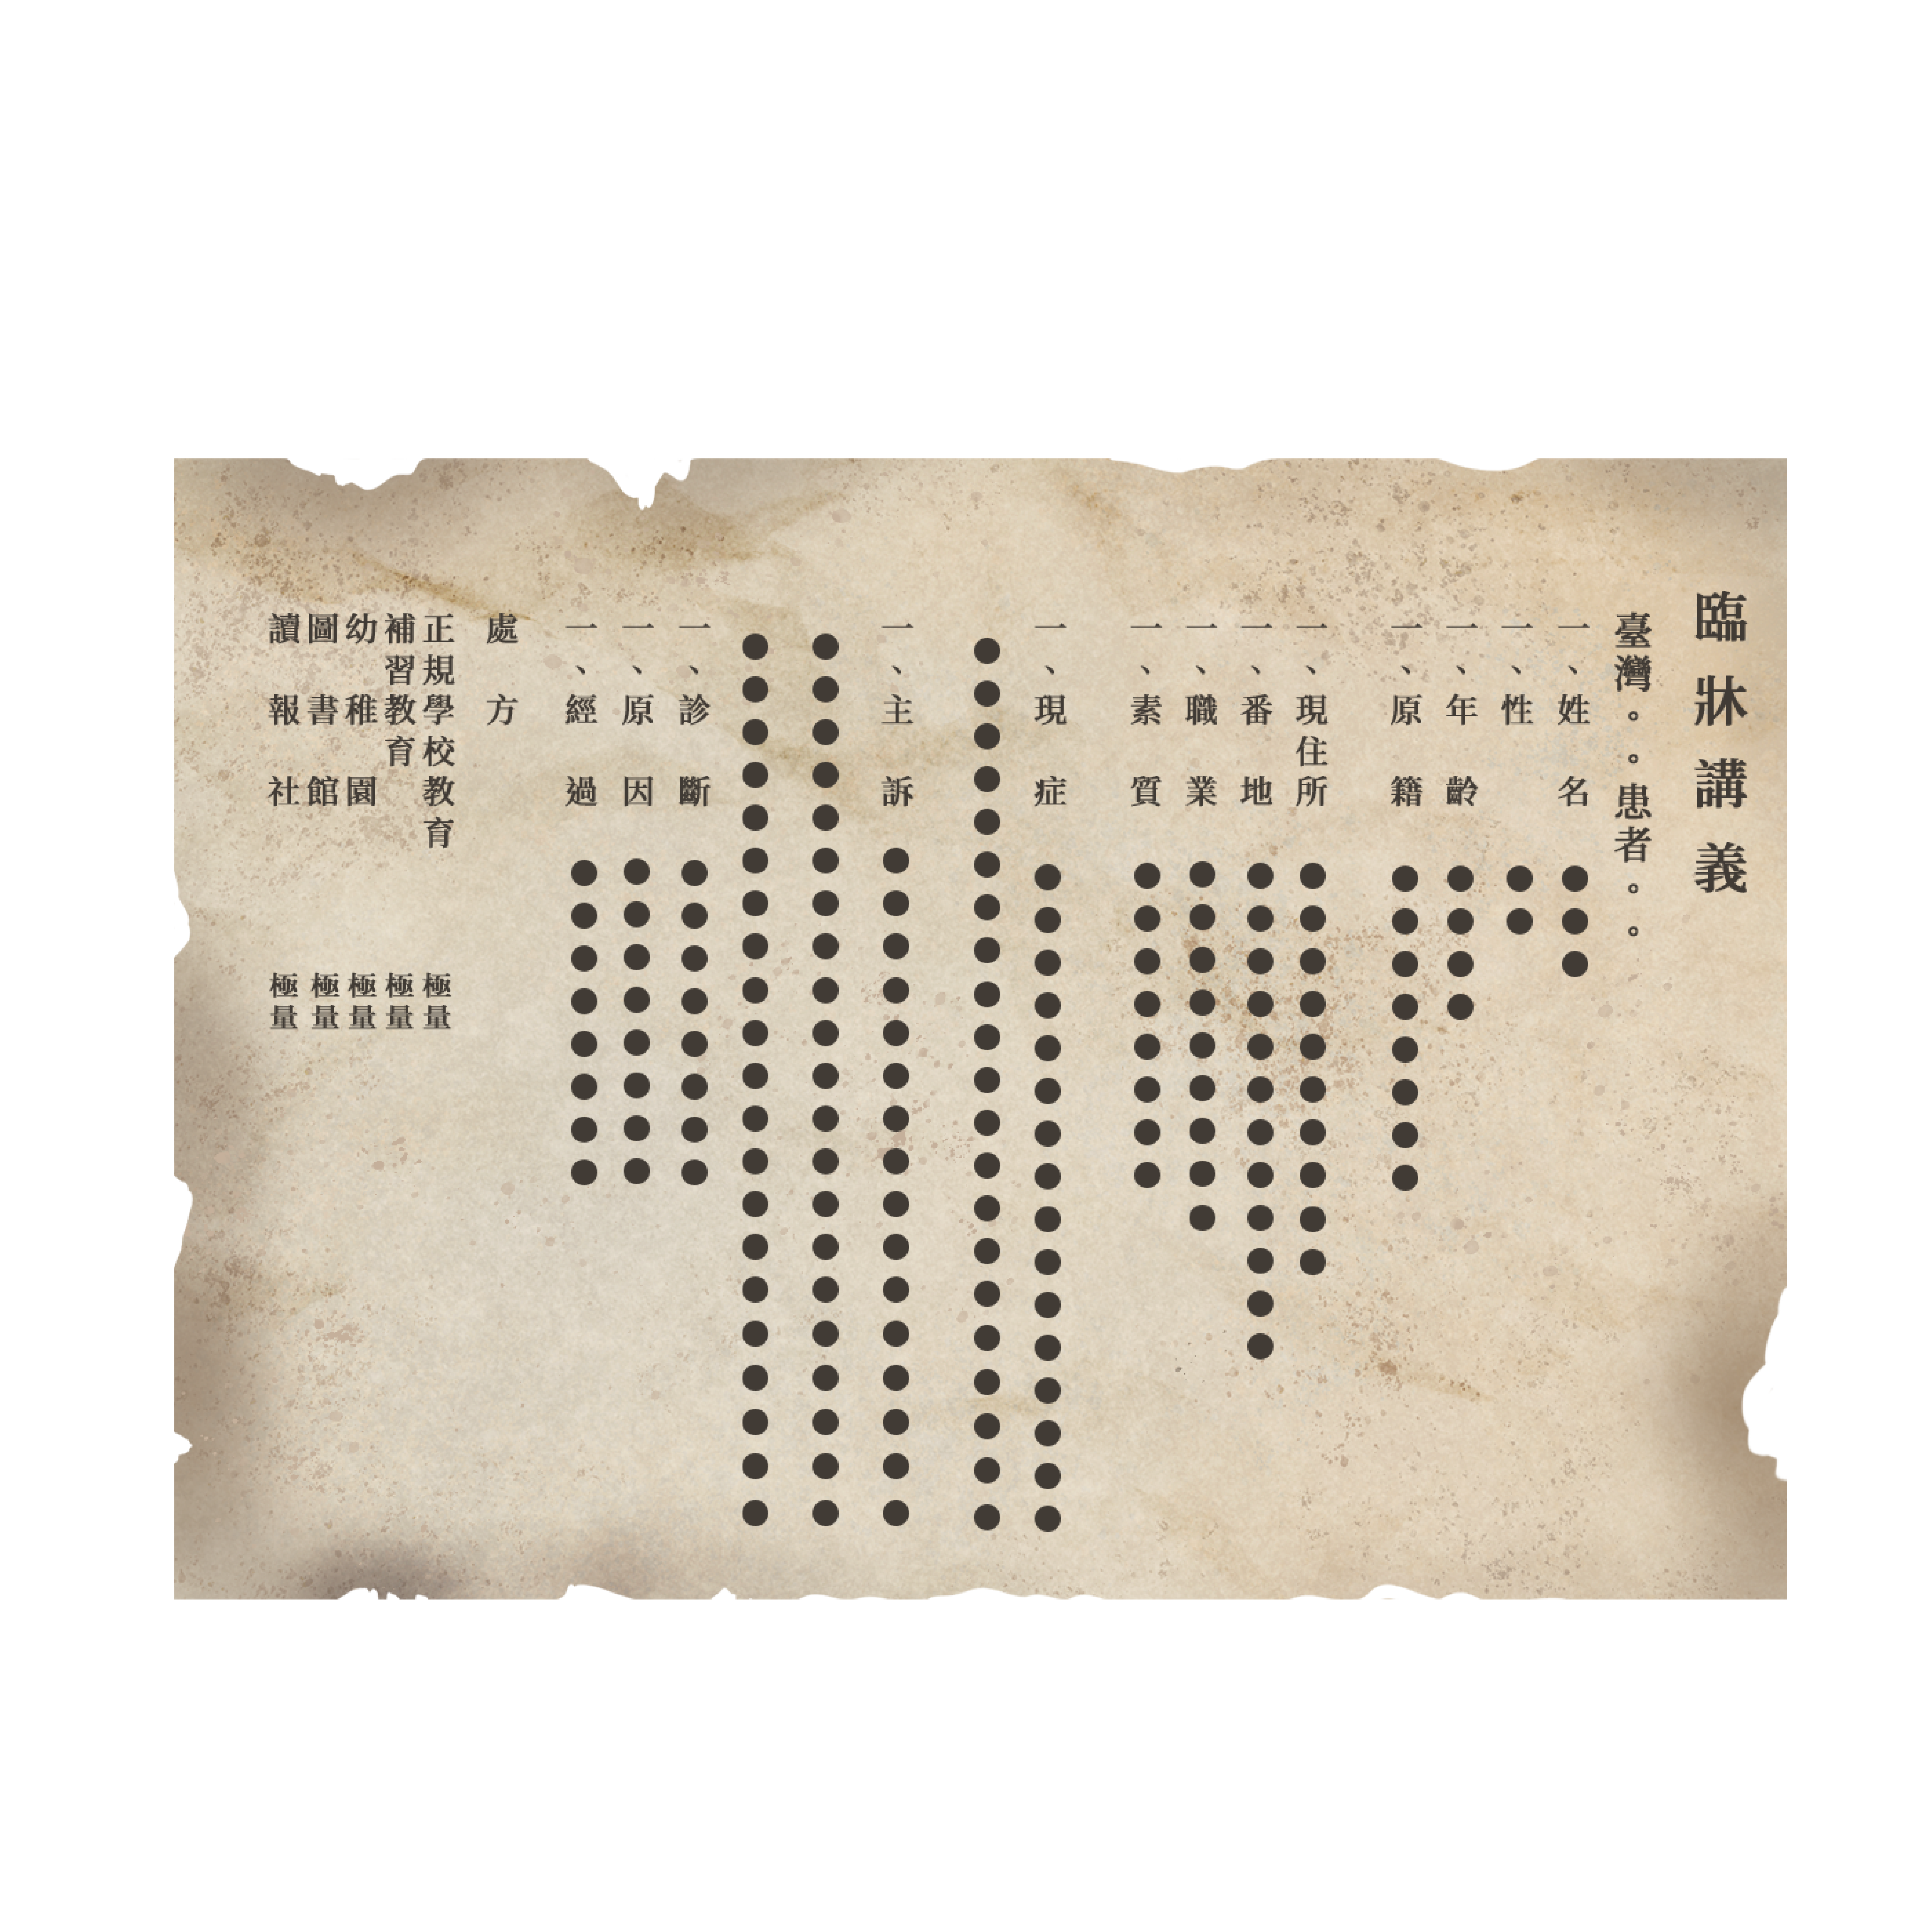 臨牀講義
臺灣。。患者。。
一、姓名●●●
一、性●●
一、年齡●●●●
一、原籍●●●●●●●●
一、現住所●●●●●●●●●●
一、番地●●●●●●●●●●●●
一、職業●●●●●●●●●
一、素質●●●●●●●●
一、現症●●●●●●●●●●●●●●●●
●●●●●●●●●●●●●●●●●●●●●
一、主訴●●●●●●●●●●●●●●●●
●●●●●●●●●●●●●●●●●●●●●
●●●●●●●●●●●●●●●●●●●●●
一、診斷●●●●●●●●
一、原因●●●●●●●●
一、經過●●●●●●●●
處方
正規學校教育 極量
補習教育 極量
幼稚園 極量
圖書館 極量
讀報社 極量